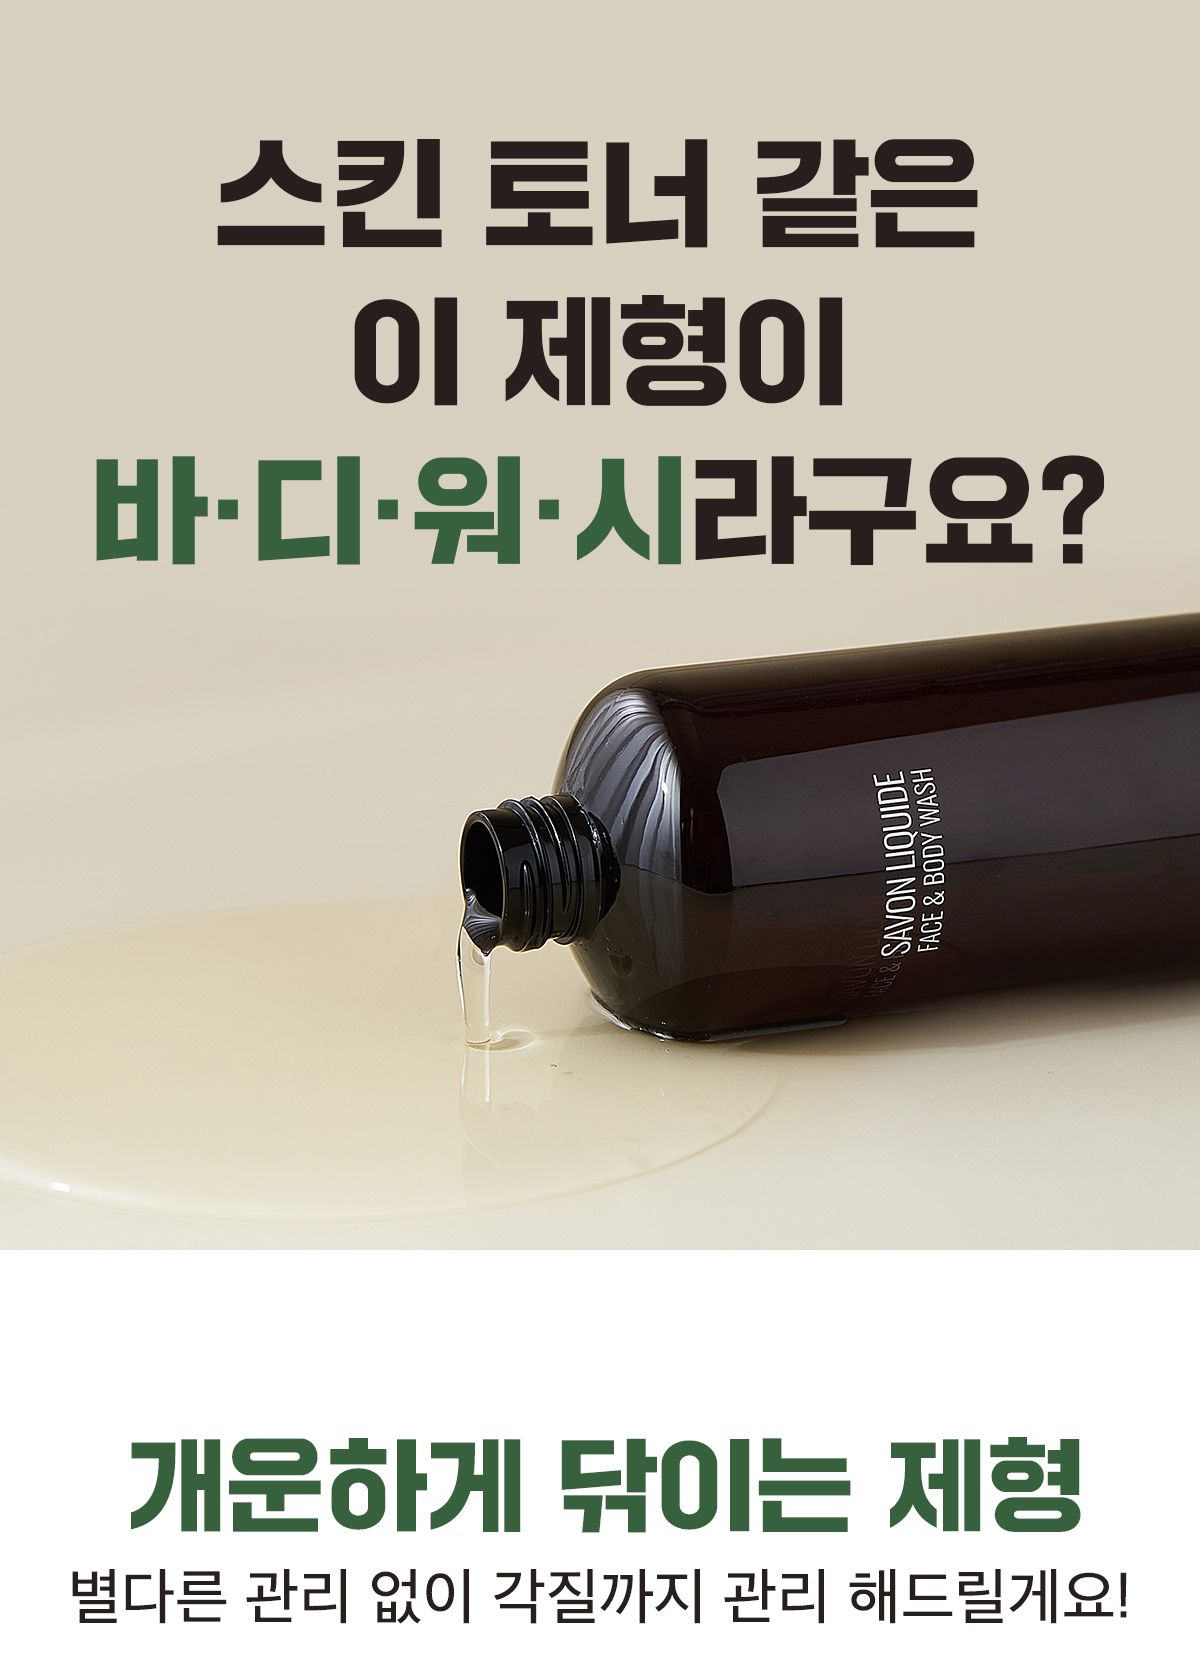 스킨 토너 같은
이 제형이
바·디·워·시라구요?
SAVON LIQUIDE
FACE & BODY WASH
개운하게 닦이는 제형
별다른 관리 없이 각질까지 관리 해드릴게요!